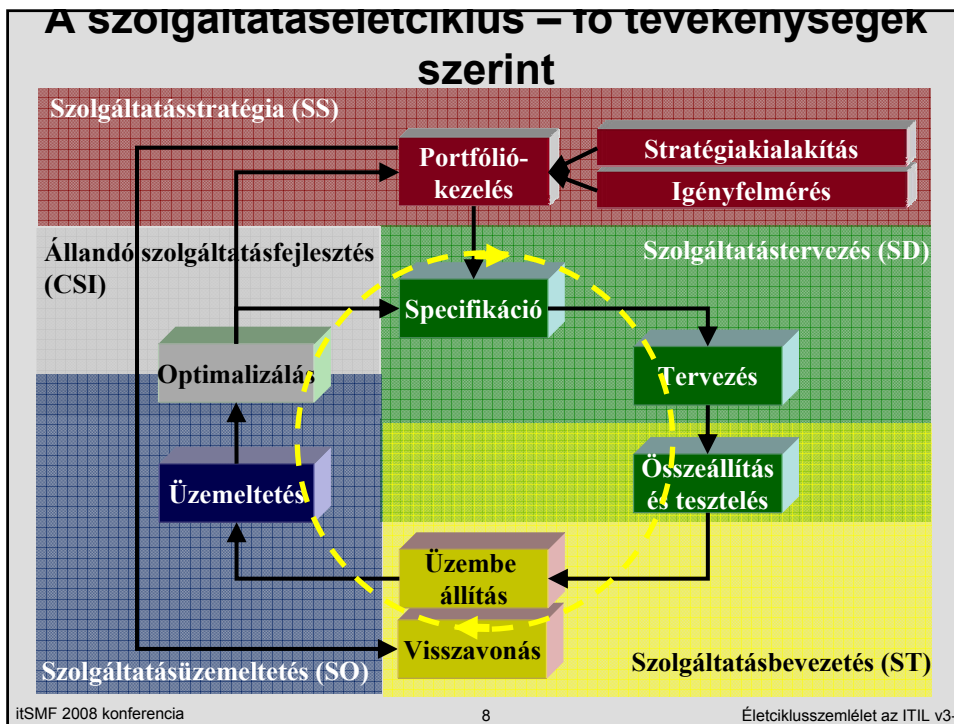 A szolgáltatáséletciklus – fő tevékenységek
szerint
Szolgáltatásstratégia (SS)
Portfólió-
kezelés
Stratégiakialakítás
Igényfelmérés
Állandó szolgáltatásfejlesztés
(CSI)
Szolgáltatástervezés (SD)
Specifikáció
Optimalizálás
Tervezés
Üzemeltetés
Összeállítás
és tesztelés
Üzembe
állítás
Visszavonás
Szolgáltatásüzemeltetés (SO)
Szolgáltatásbevezetés (ST)
itSMF 2008 konferencia
8
Életciklusszemlélet az ITIL v3-